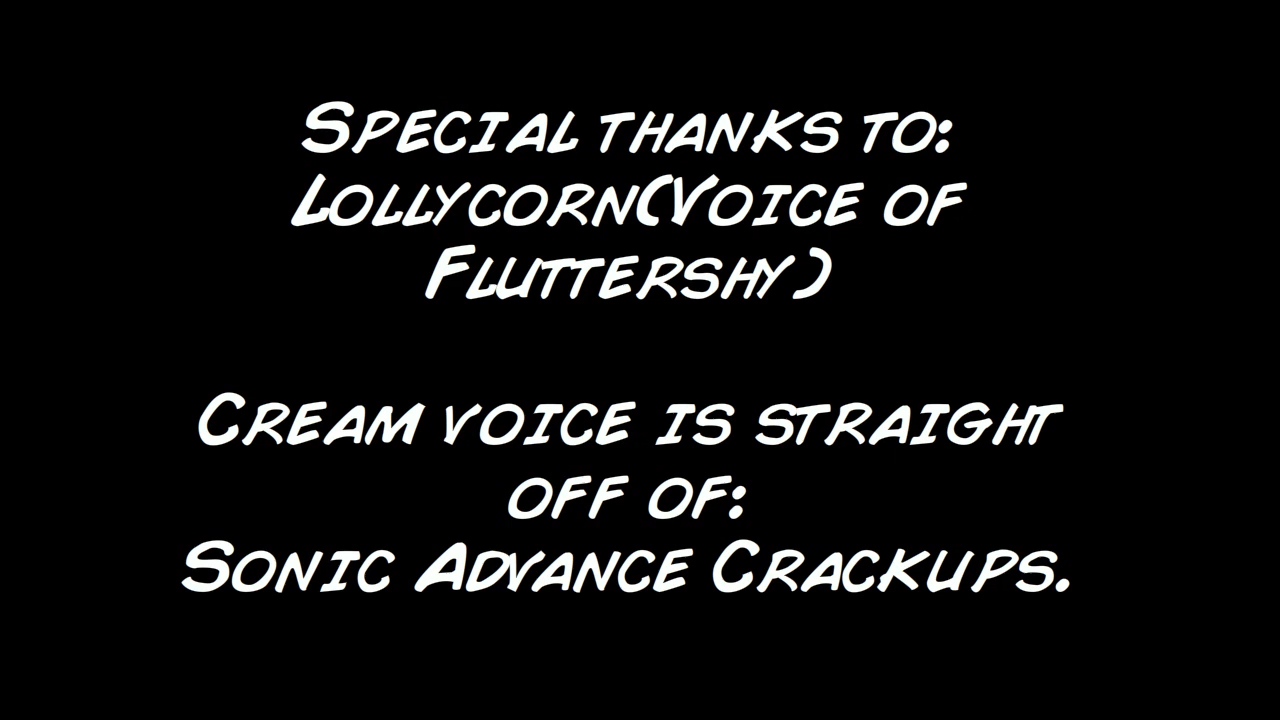 Special thanks to:
Lollycorn(Voice of
Fluttershy)
Cream voice is straight
off of:
Sonic Advance Crackups.